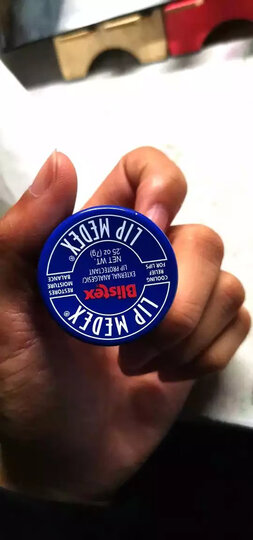 LIP MEDEX®
COOLING
RELIEF
FOR LIPS
RESTORES
MOISTURE
BALANCE
Blistex
EXTERNAL ANALGESIC/
LIP PROTECTANT
NET WT.
.25 oz (7g)
LIP MEDEX®